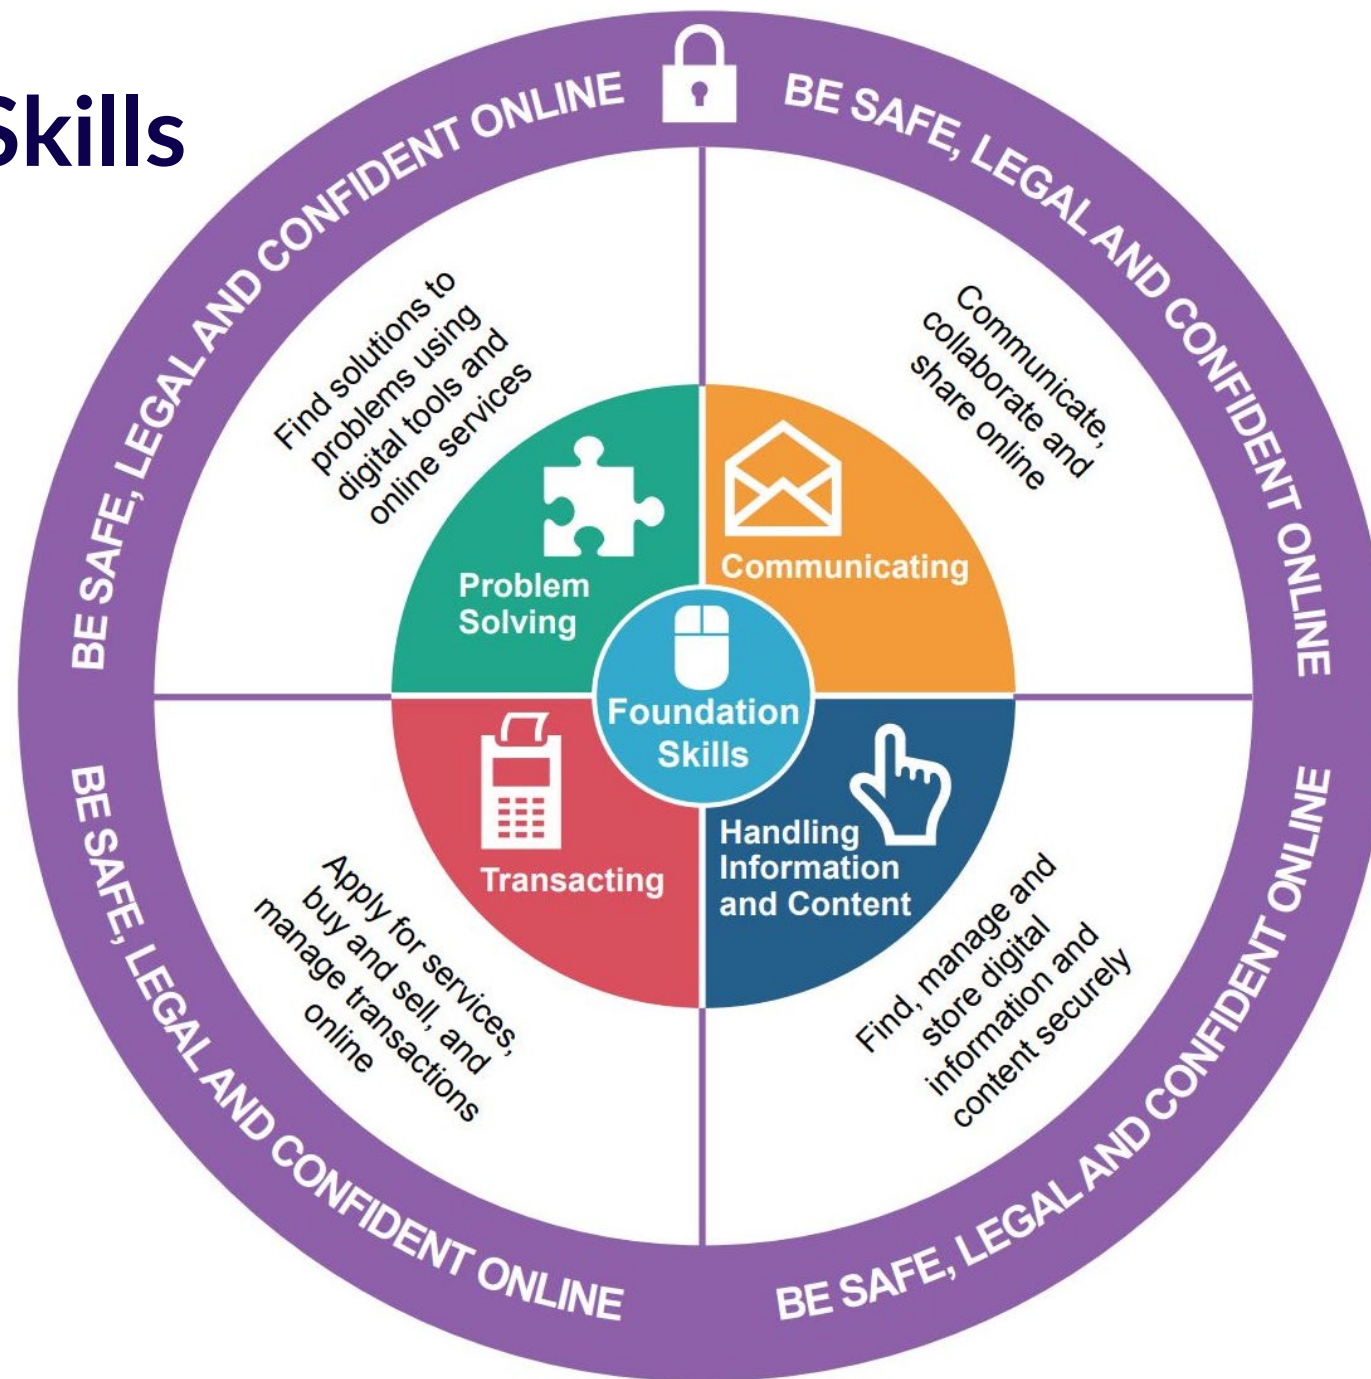 Skills
BE SAFE, LEGAL AND CONFIDENT ONLINE
BE SAFE, LEGAL AND CONFIDENT ONLINE
Find solutions to
problems using
digital tools and
online services
Communicate,
collaborate and
share online
Problem
Solving
Communicating
Foundation
Skills
Transacting
Handling
Information
and Content
Apply for services,
buy and sell, and
manage transactions
online
Find, manage and
store digital
information and
content securely
BE SAFE, LEGAL AND CONFIDENT ONLINE
BE SAFE, LEGAL AND CONFIDENT ONLINE